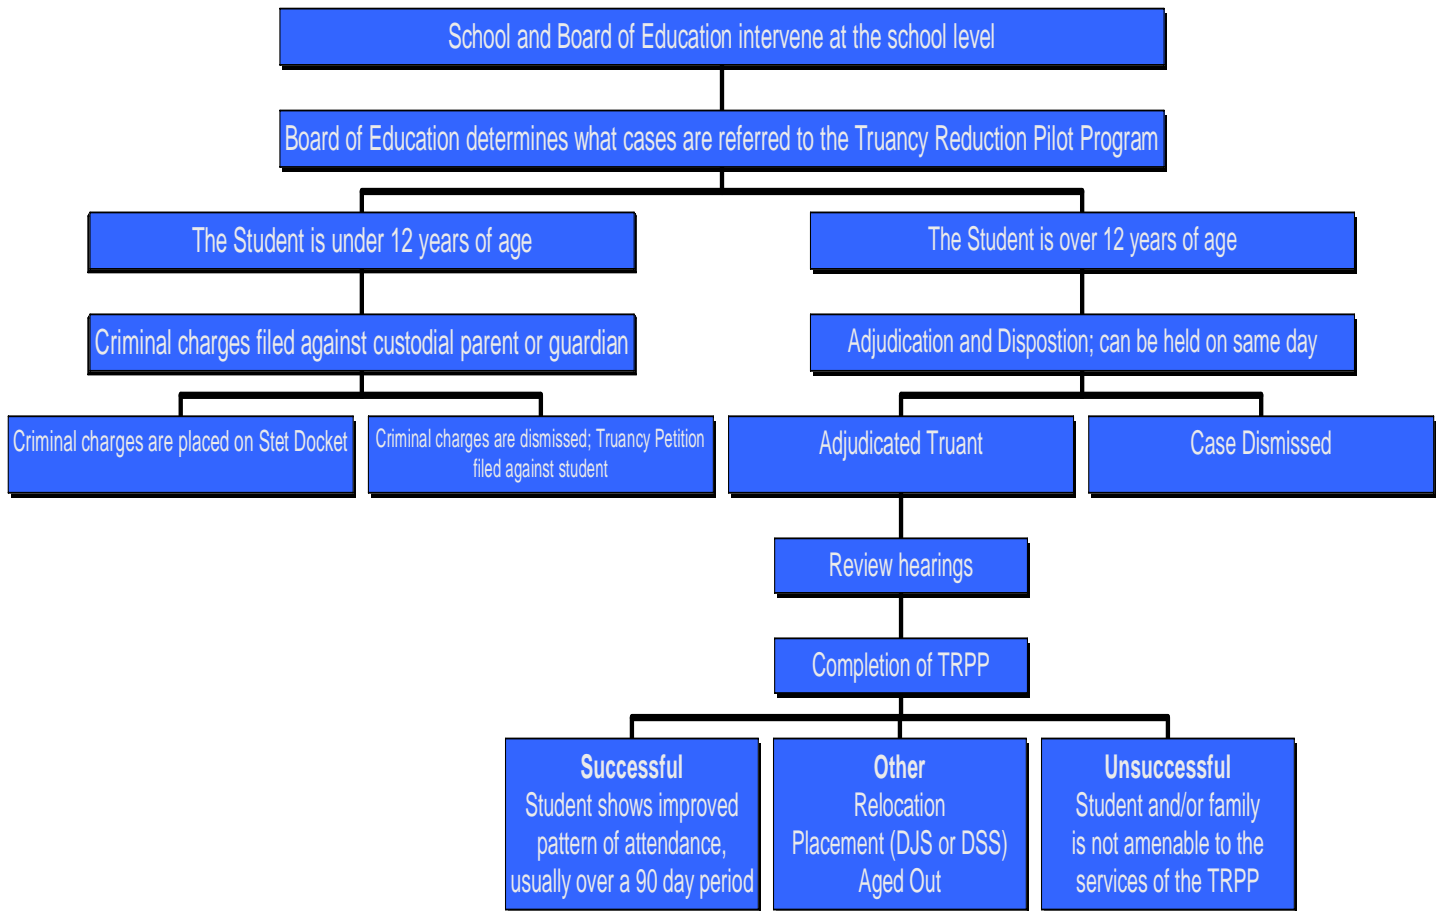 School and Board of Education intervene at the school level
Board of Education determines what cases are referred to the Truancy Reduction Pilot Program
The Student is under 12 years of age
The Student is over 12 years of age
Criminal charges filed against custodial parent or guardian
Adjudication and Dispostion; can be held on same day
Criminal charges are placed on Stet Docket
Criminal charges are dismissed; Truancy Petition
filed against student
Adjudicated Truant
Case Dismissed
Review hearings
Completion of TRPP
Successful
Student shows improved
pattern of attendance,
usually over a 90 day period
Other
Relocation
Placement (DJS or DSS)
Aged Out
Unsuccessful
Student and/or family
is not amenable to the
services of the TRPP